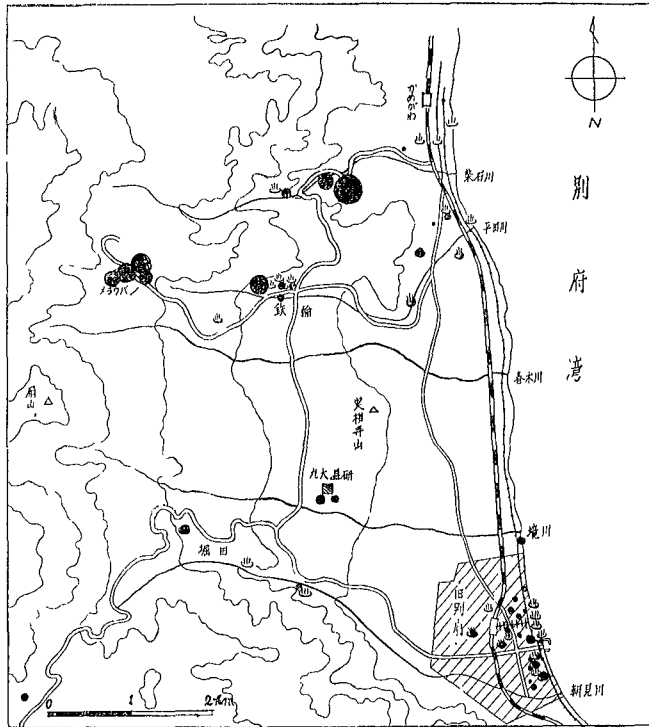 N
かめがわ
柴石川
別府湾
平田川
メヨウバン
鉄輪
春木川
扇山
実相寺山
九大温研
堀田
境川
旧別府
朝見川
0 1 2 Km